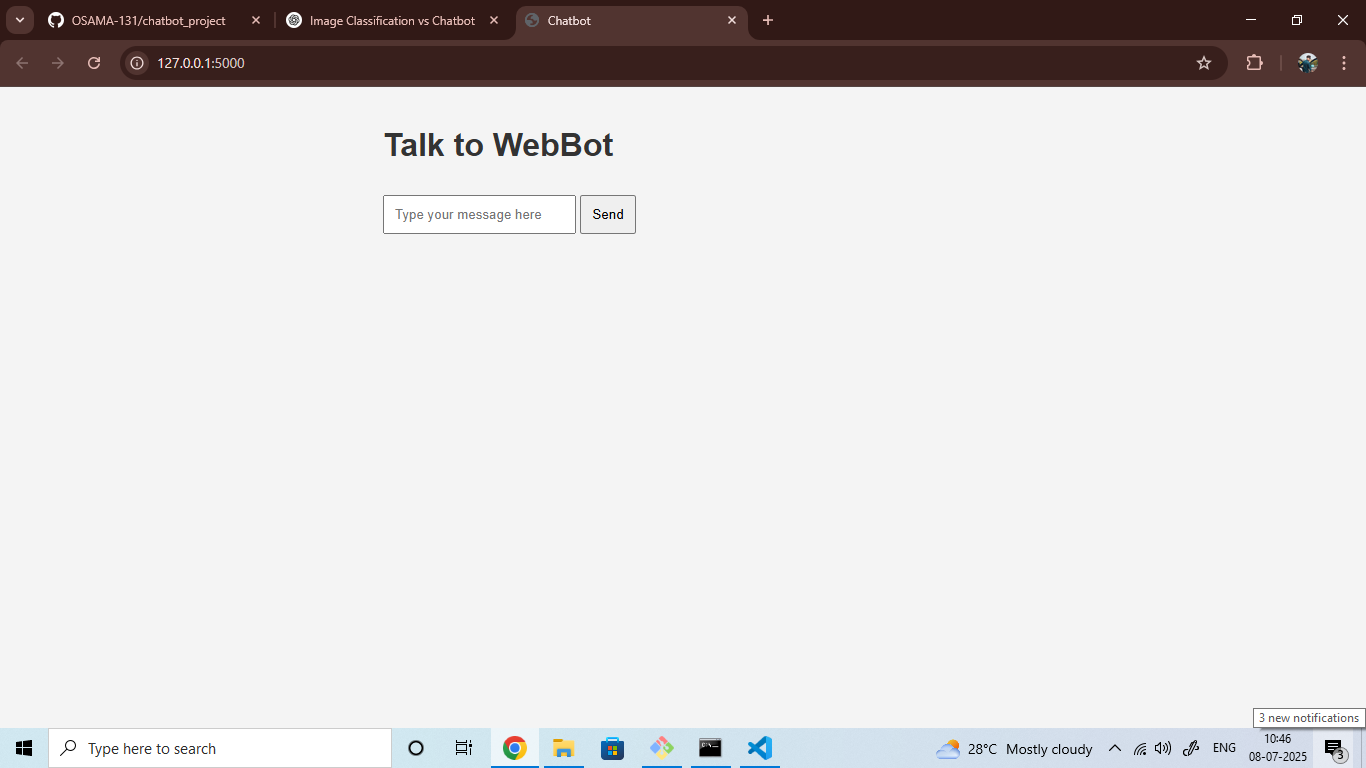 OSAMA-131/chatbot_project
Image Classification vs Chatbot
Chatbot
127.0.0.1:5000
Talk to WebBot
Type your message here
Send
3 new notifications
Type here to search
28°C Mostly cloudy
ENG
10:46
08-07-2025
3